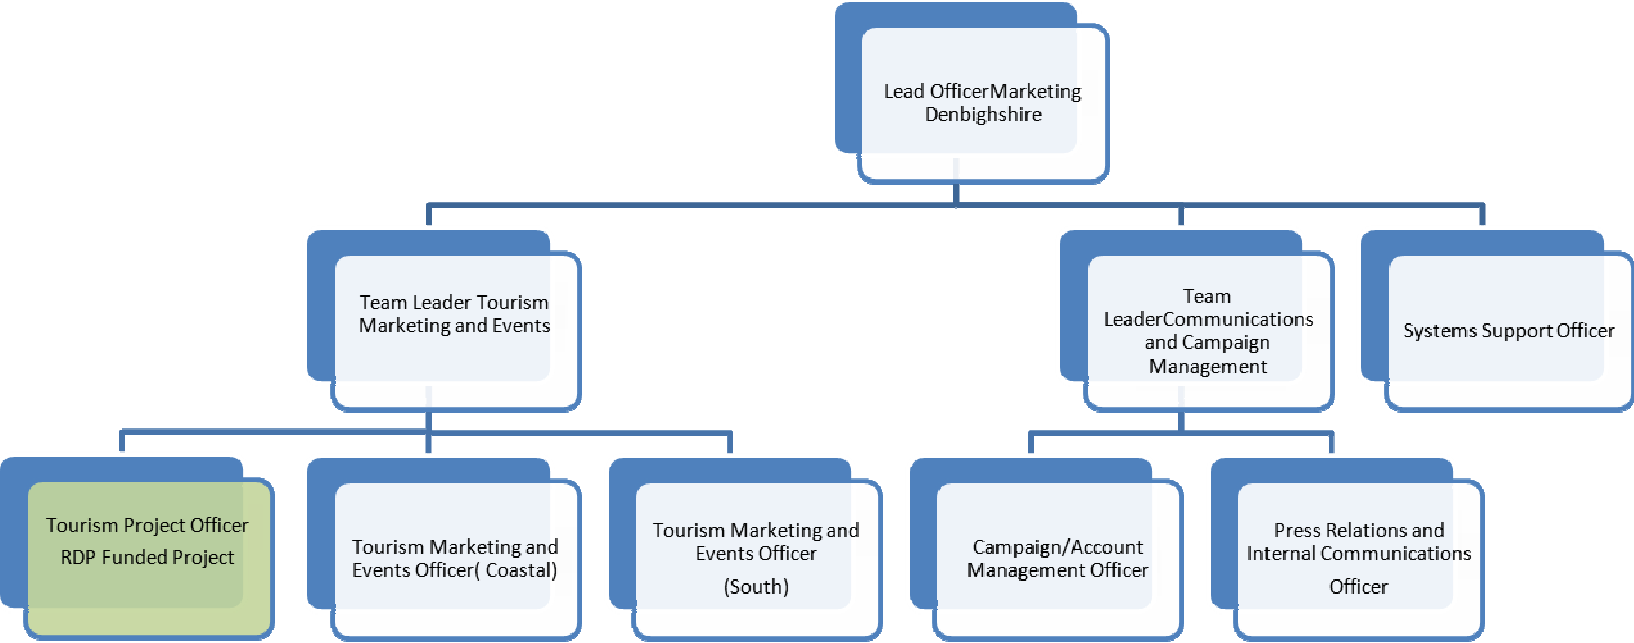 Lead OfficerMarketing
Denbighshire
Team Leader Tourism
Marketing and Events
Team
LeaderCommunications
and Campaign
Management
Systems Support Officer
Tourism Project Officer
RDP Funded Project
Tourism Marketing and
Events Officer( Coastal)
Tourism Marketing and
Events Officer
(South)
Campaign/Account
Management Officer
Press Relations and
Internal Communications
Officer